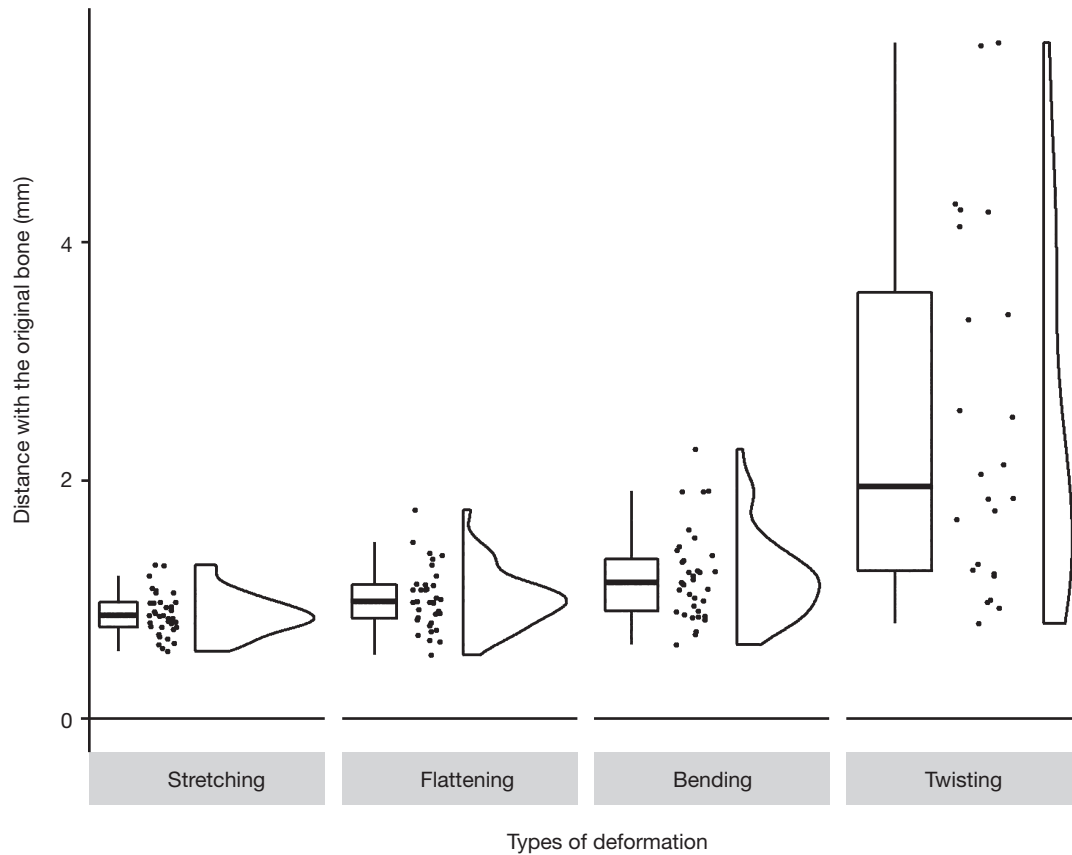 Distance with the original bone (mm)
4
2
0
Stretching
Flattening
Bending
Twisting
Types of deformation